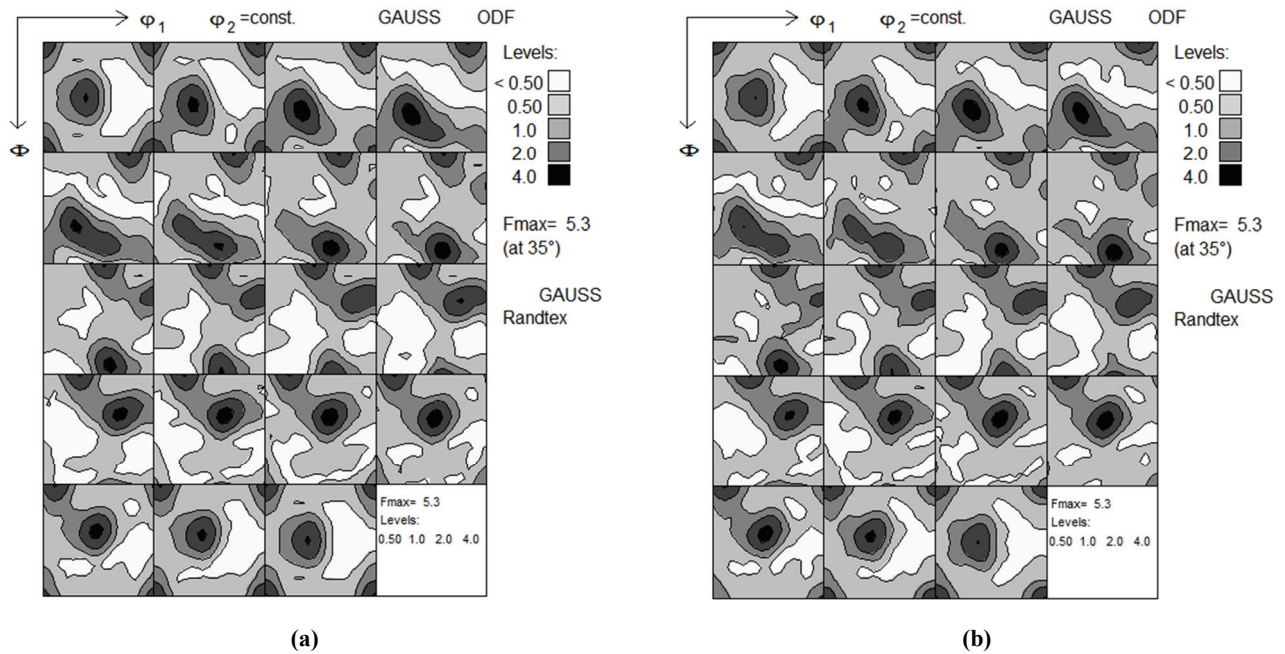 φ1 φ2=const. GAUSS ODF
Φ
Levels:
< 0.50
0.50
1.0
2.0
4.0
Fmax= 5.3
(at 35°)
GAUSS
Randtex
Fmax= 5.3
Levels:
0.50 1.0 2.0 4.0
(a)
φ1 φ2=const. GAUSS ODF
Φ
Levels:
< 0.50
0.50
1.0
2.0
4.0
Fmax= 5.3
(at 35°)
GAUSS
Randtex
Fmax= 5.3
Levels:
0.50 1.0 2.0 4.0
(b)